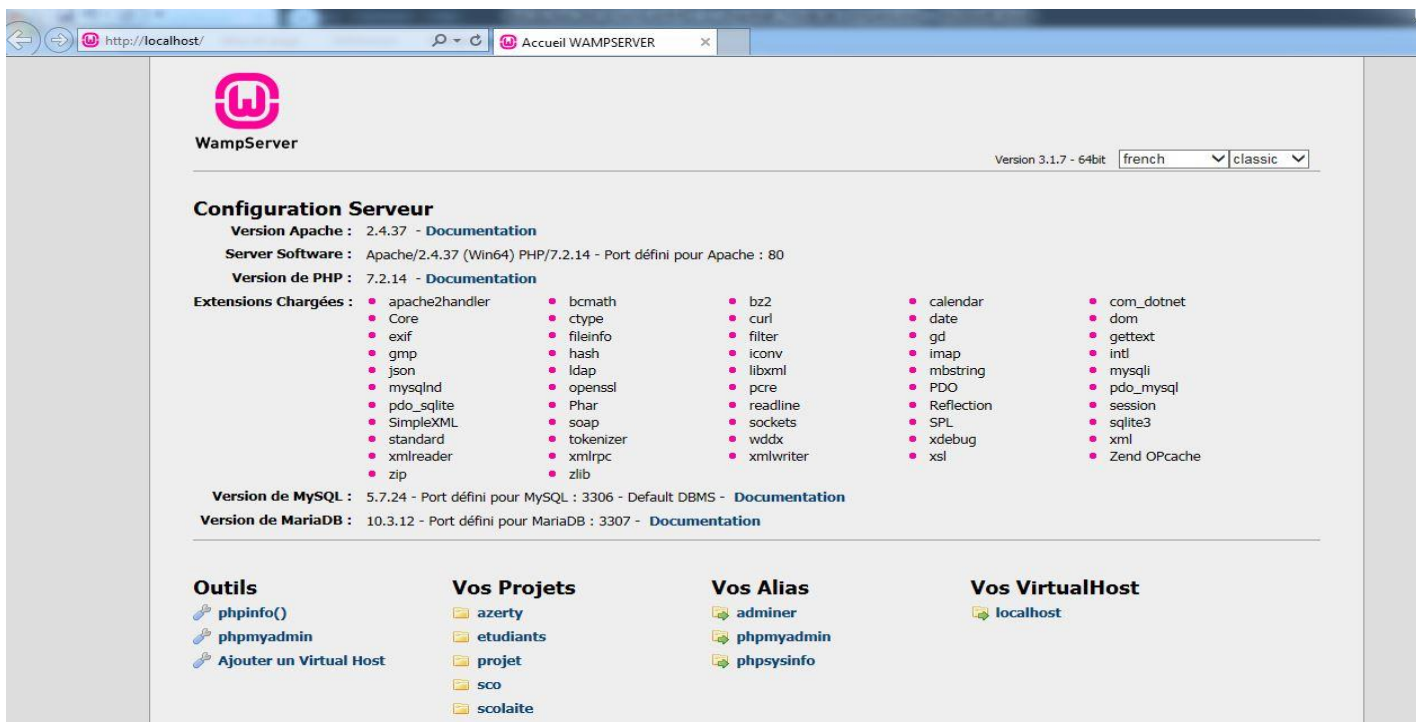 http://localhost/
Accueil WAMPSERVER
WampServer
Version 3.1.7 - 64bit french classic
Configuration Serveur
Version Apache : 2.4.37 - Documentation
Server Software : Apache/2.4.37 (Win64) PHP/7.2.14 - Port défini pour Apache : 80
Version de PHP : 7.2.14 - Documentation
Extensions Chargées : apache2handler bcmath bz2 calendar com_dotnet
Core ctype curl date dom
exif fileinfo filter gd gettext
gmp hash iconv imap intl
json ldap libxml mbstring mysqli
mysqlnd openssl pcre PDO pdo_mysql
pdo_sqlite Phar readline Reflection session
SimpleXML soap sockets SPL sqlite3
standard tokenizer wddx xdebug xml
xmlreader xmlrpc xmlwriter xsl Zend OPcache
zip zlib
Version de MySQL : 5.7.24 - Port défini pour MySQL : 3306 - Default DBMS - Documentation
Version de MariaDB : 10.3.12 - Port défini pour MariaDB : 3307 - Documentation
Outils
phpinfo()
phpmyadmin
Ajouter un Virtual Host
Vos Projets
azerty
etudiants
projet
sco
scolaite
Vos Alias
adminer
phpmyadmin
phpsysinfo
Vos VirtualHost
localhost